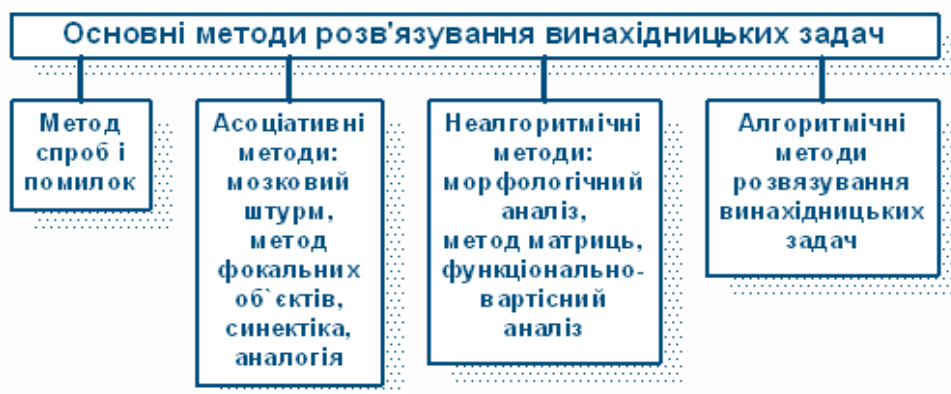 Основні методи розв'язування винахідницьких задач
Метод
спроб і
помилок
Асоціативні
методи:
мозковий
штурм,
метод
фокальних
об`єктів,
синектіка,
аналогія
Неалгоритмічні
методи:
морфологічний
аналіз,
метод матриць,
функціонально-
вартісний
аналіз
Алгоритмічні
методи
розвязування
винахідницьких
задач